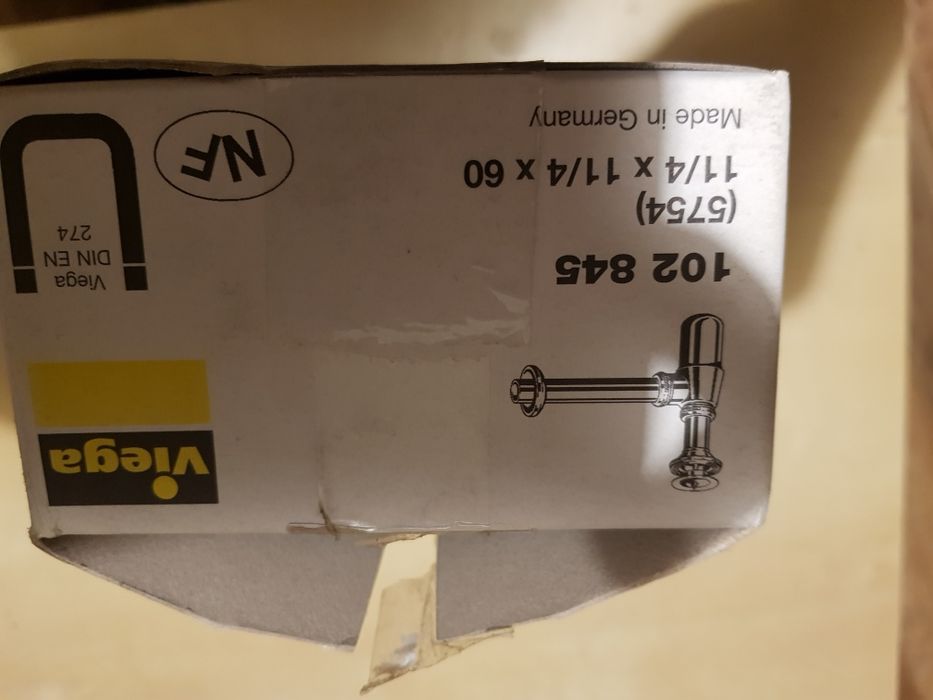 Viega
102 845
(5754)
11/4 x 11/4 x 60
Made in Germany
Viega
DIN EN
274
NF